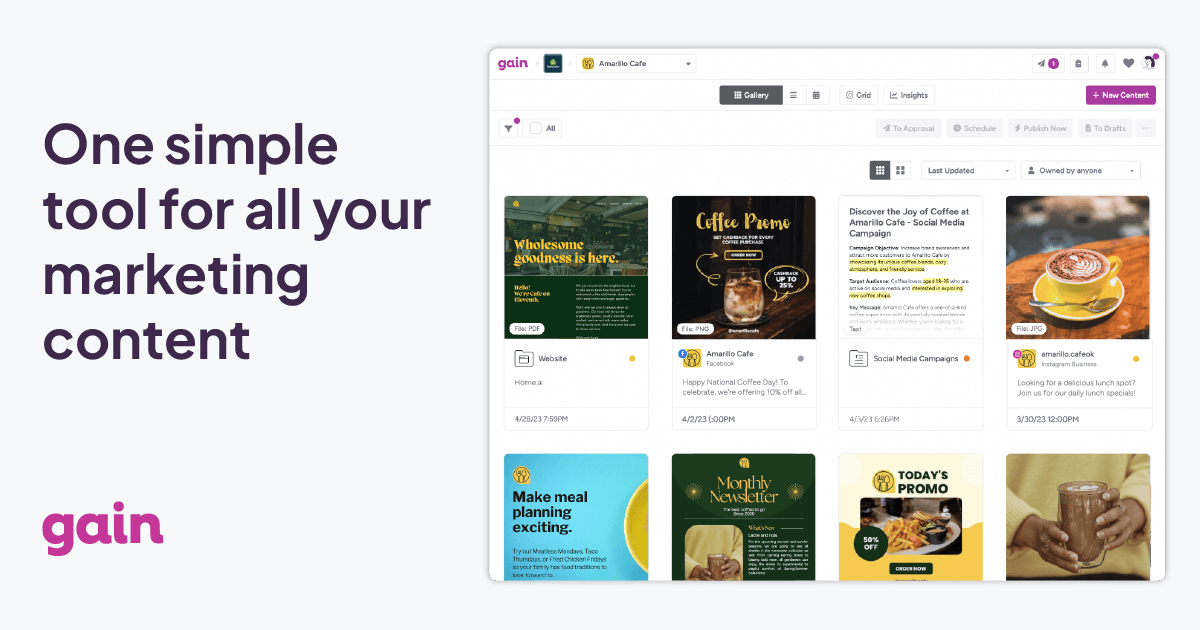 One simple
tool for all your
marketing
content
gain
gain
Amarillo Cafe
1
Gallery
Grid
Insights
+ New Content
All
To Approval
Schedule
Publish Now
To Drafts
Last Updated
Owned by anyone
Wholesome
goodness is here.
Hello!
We're Cafe on
Eleventh.
File: PDF
Website
Home.ai
4/28/23 7:59PM
Coffee Promo
GET CASHBACK FOR EVERY
COFFEE PURCHASE
ORDER NOW
CASHBACK
UP TO
25%
@amarillocafe
File: PNG
Amarillo Cafe
Facebook
Happy National Coffee Day! To
celebrate, we're offering 10% off all...
4/2/23 (:00PM
Discover the Joy of Coffee at
Amarillo Cafe - Social Media
Campaign
Campaign Objective: Increase brand awareness and
attract more customers to Amarillo Cafe by
showcasing its unique coffee blends, cozy
atmosphere, and friendly service.
Target Audience: Coffee lovers aged 18-35 who are
active on social media and interested in exploring
new coffee shops.
Key Message: Amarillo Cafe offers a one-of-a-kind
coffee experience with its carefully curated blends
and warm ambiance. Whether you're looking for a
Text
Social Media Campaigns
4/3/23 6:26PM
File: JPG
amarillo.cafeok
Instagram Business
Looking for a delicious lunch spot?
Join us for our daily lunch specials!
3/30/23 12:00PM
Make meal
planning
exciting.
Try out Meatless Mondays, Taco
Thursdays, or Fried Chicken Fridays
so your family has food traditions to
look forward to.
Monthly
Newsletter
The best coffee to go
Since 2020
What's New
TODAY'S
PROMO
50%
OFF
ORDER NOW